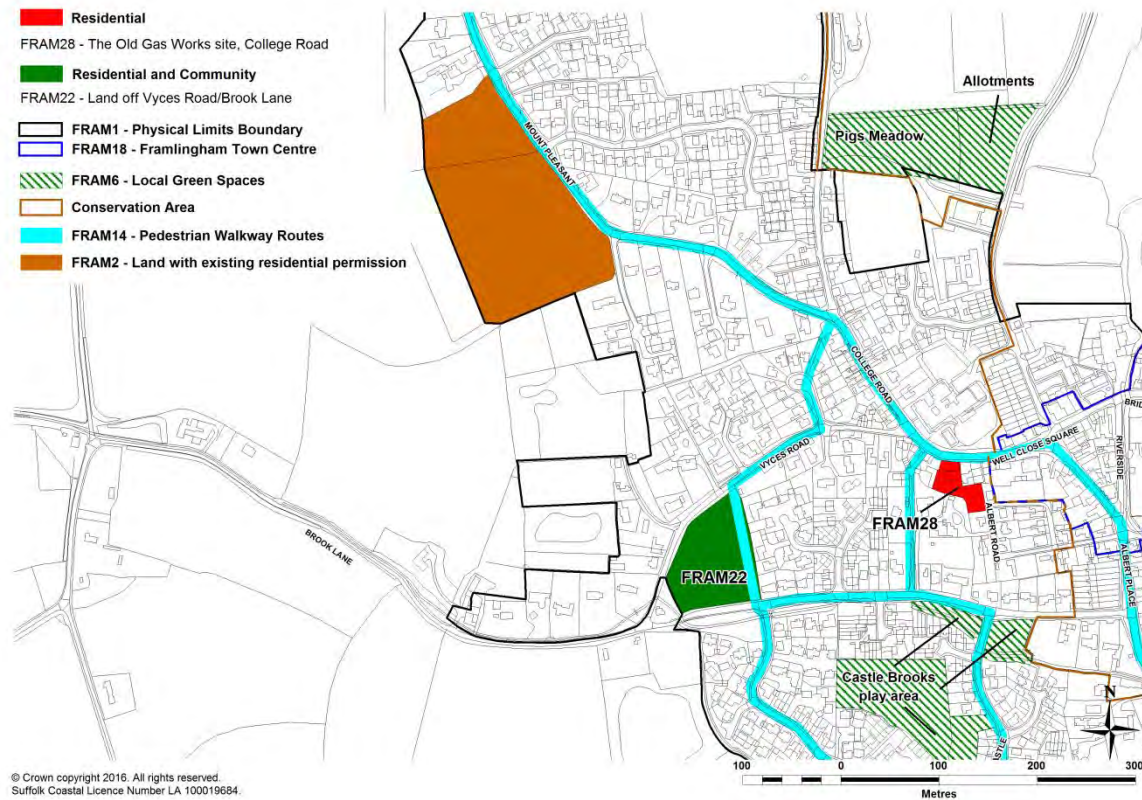 Residential
FRAM28 - The Old Gas Works site, College Road
Residential and Community
FRAM22 - Land off Vyces Road/Brook Lane
FRAM1 - Physical Limits Boundary
FRAM18 - Framlingham Town Centre
FRAM6 - Local Green Spaces
Conservation Area
FRAM14 - Pedestrian Walkway Routes
FRAM2 - Land with existing residential permission
Allotments
Pigs Meadow
MOUNT PLEASANT
COLLEGE ROAD
BRID
WELL CLOSE SQUARE
RIVERSIDE
VYCES ROAD
FRAM28
ALBERT ROAD
ALBERT PLACE
BROOK LANE
FRAM22
Castle Brooks
play area
N
STLE
100 0 100 200 300
Metres
© Crown copyright 2016. All rights reserved.
Suffolk Coastal Licence Number LA 100019684.